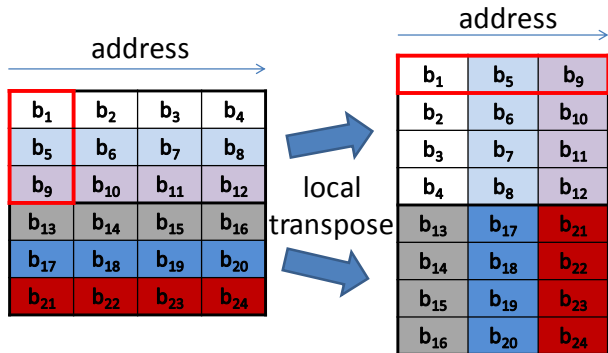 address
b₁ b₂ b₃ b₄
b₅ b₆ b₇ b₈
b₉ b₁₀ b₁₁ b₁₂
b₁₃ b₁₄ b₁₅ b₁₆
b₁₇ b₁₈ b₁₉ b₂₀
b₂₁ b₂₂ b₂₃ b₂₄
local
transpose
address
b₁ b₅ b₉
b₂ b₆ b₁₀
b₃ b₇ b₁₁
b₄ b₈ b₁₂
b₁₃ b₁₇ b₂₁
b₁₄ b₁₈ b₂₂
b₁₅ b₁₉ b₂₃
b₁₆ b₂₀ b₂₄